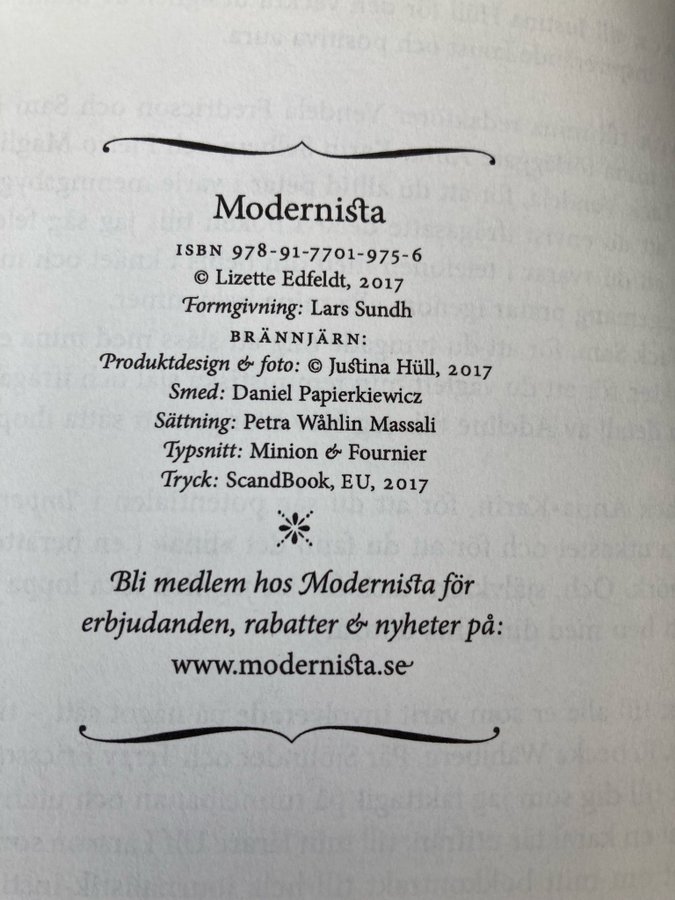 Modernista
ISBN 978-91-7701-975-6
© Lizette Edfeldt, 2017
Formgivning: Lars Sundh
BRÄNNJÄRN:
Produktdesign & foto: © Justina Hüll, 2017
Smed: Daniel Papierkiewicz
Sättning: Petra Wåhlin Massali
Typsnitt: Minion & Fournier
Tryck: ScandBook, EU, 2017
Bli medlem hos Modernista för
erbjudanden, rabatter & nyheter på:
www.modernista.se